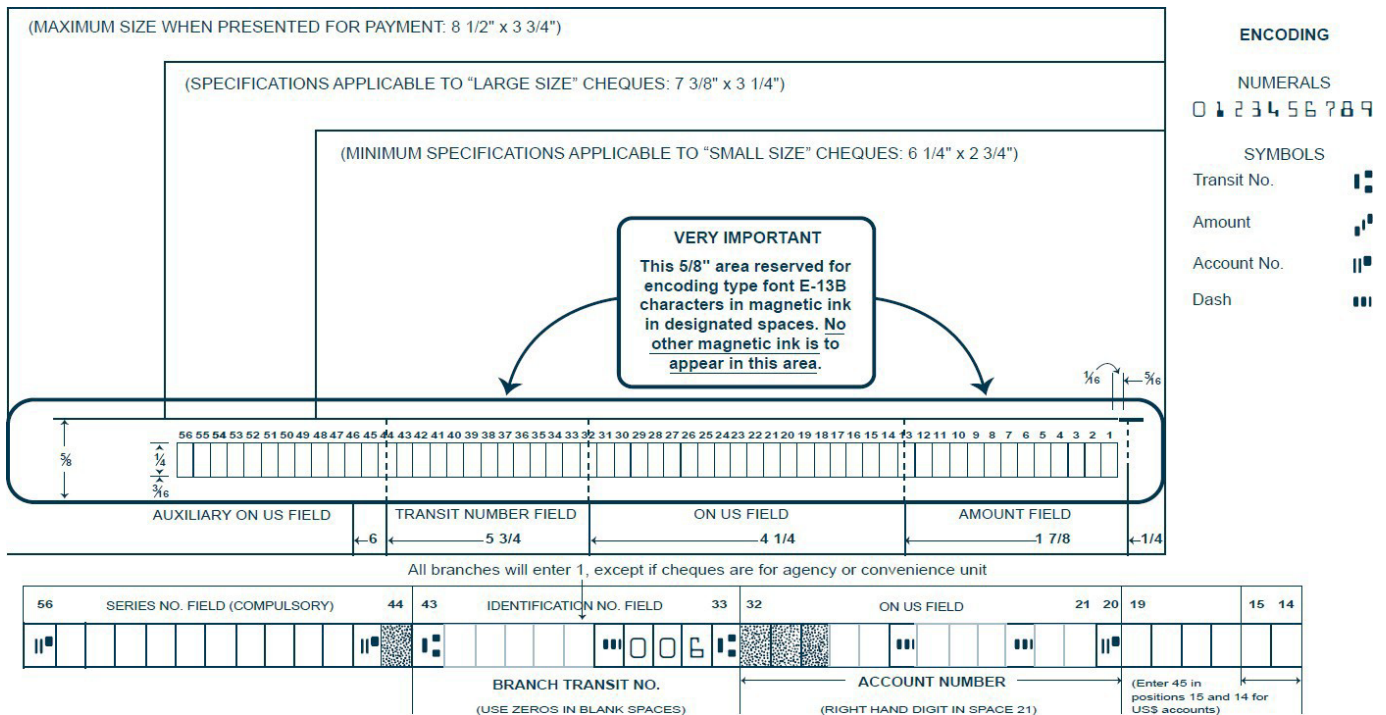 (MAXIMUM SIZE WHEN PRESENTED FOR PAYMENT: 8 1/2" x 3 3/4")
(SPECIFICATIONS APPLICABLE TO “LARGE SIZE” CHEQUES: 7 3/8" x 3 1/4")
(MINIMUM SPECIFICATIONS APPLICABLE TO “SMALL SIZE” CHEQUES: 6 1/4" x 2 3/4")
ENCODING
NUMERALS
0 1 2 3 4 5 6 7 8 9
SYMBOLS
Transit No. ⑆
Amount ⑇
Account No. ⑈
Dash ⑉
VERY IMPORTANT
This 5/8" area reserved for
encoding type font E-13B
characters in magnetic ink
in designated spaces. No
other magnetic ink is to
appear in this area.
1/16 5/16
56 55 54 53 52 51 50 49 48 47 46 45 44 43 42 41 40 39 38 37 36 35 34 33 32 31 30 29 28 27 26 25 24 23 22 21 20 19 18 17 16 15 14 13 12 11 10 9 8 7 6 5 4 3 2 1
5/8
1/4
3/16
AUXILIARY ON US FIELD TRANSIT NUMBER FIELD ON US FIELD AMOUNT FIELD
6 5 3/4 4 1/4 1 7/8 1/4
All branches will enter 1, except if cheques are for agency or convenience unit
56 SERIES NO. FIELD (COMPULSORY) 44 43 IDENTIFICATION NO. FIELD 33 32 ON US FIELD 21 20 19 15 14
⑈ ⑈ ⑆ ⑉ 0 0 6 ⑆ ⑉ ⑉ ⑈
BRANCH TRANSIT NO.
(USE ZEROS IN BLANK SPACES)
ACCOUNT NUMBER
(RIGHT HAND DIGIT IN SPACE 21)
(Enter 45 in
positions 15 and 14 for
US$ accounts)